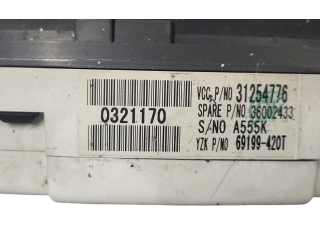 VCC P/NO 31254776
SPARE P/NO 36002433
0321170
S/NO A555K
YZK P/NO 69199-420T